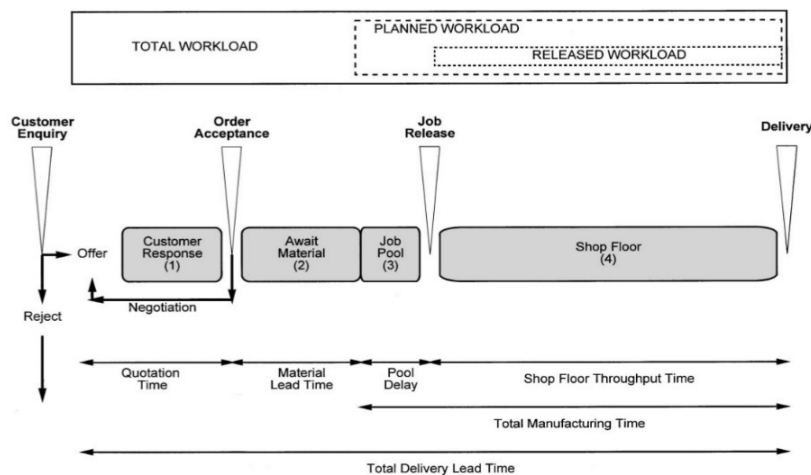 TOTAL WORKLOAD
PLANNED WORKLOAD
RELEASED WORKLOAD
Customer
Enquiry
Order
Acceptance
Job
Release
Delivery
Offer
Customer
Response
(1)
Await
Material
(2)
Job
Pool
(3)
Shop Floor
(4)
Negotiation
Reject
Quotation
Time
Material
Lead Time
Pool
Delay
Shop Floor Throughput Time
Total Manufacturing Time
Total Delivery Lead Time